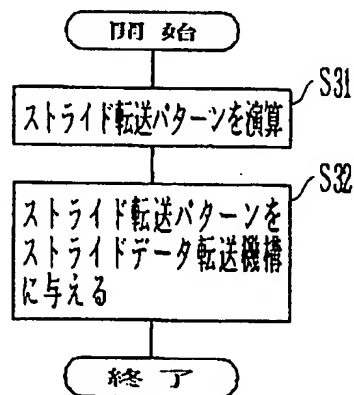 開始
S31
ストライド転送パターンを演算
S32
ストライド転送パターンを
ストライドデータ転送機構
に与える
終了